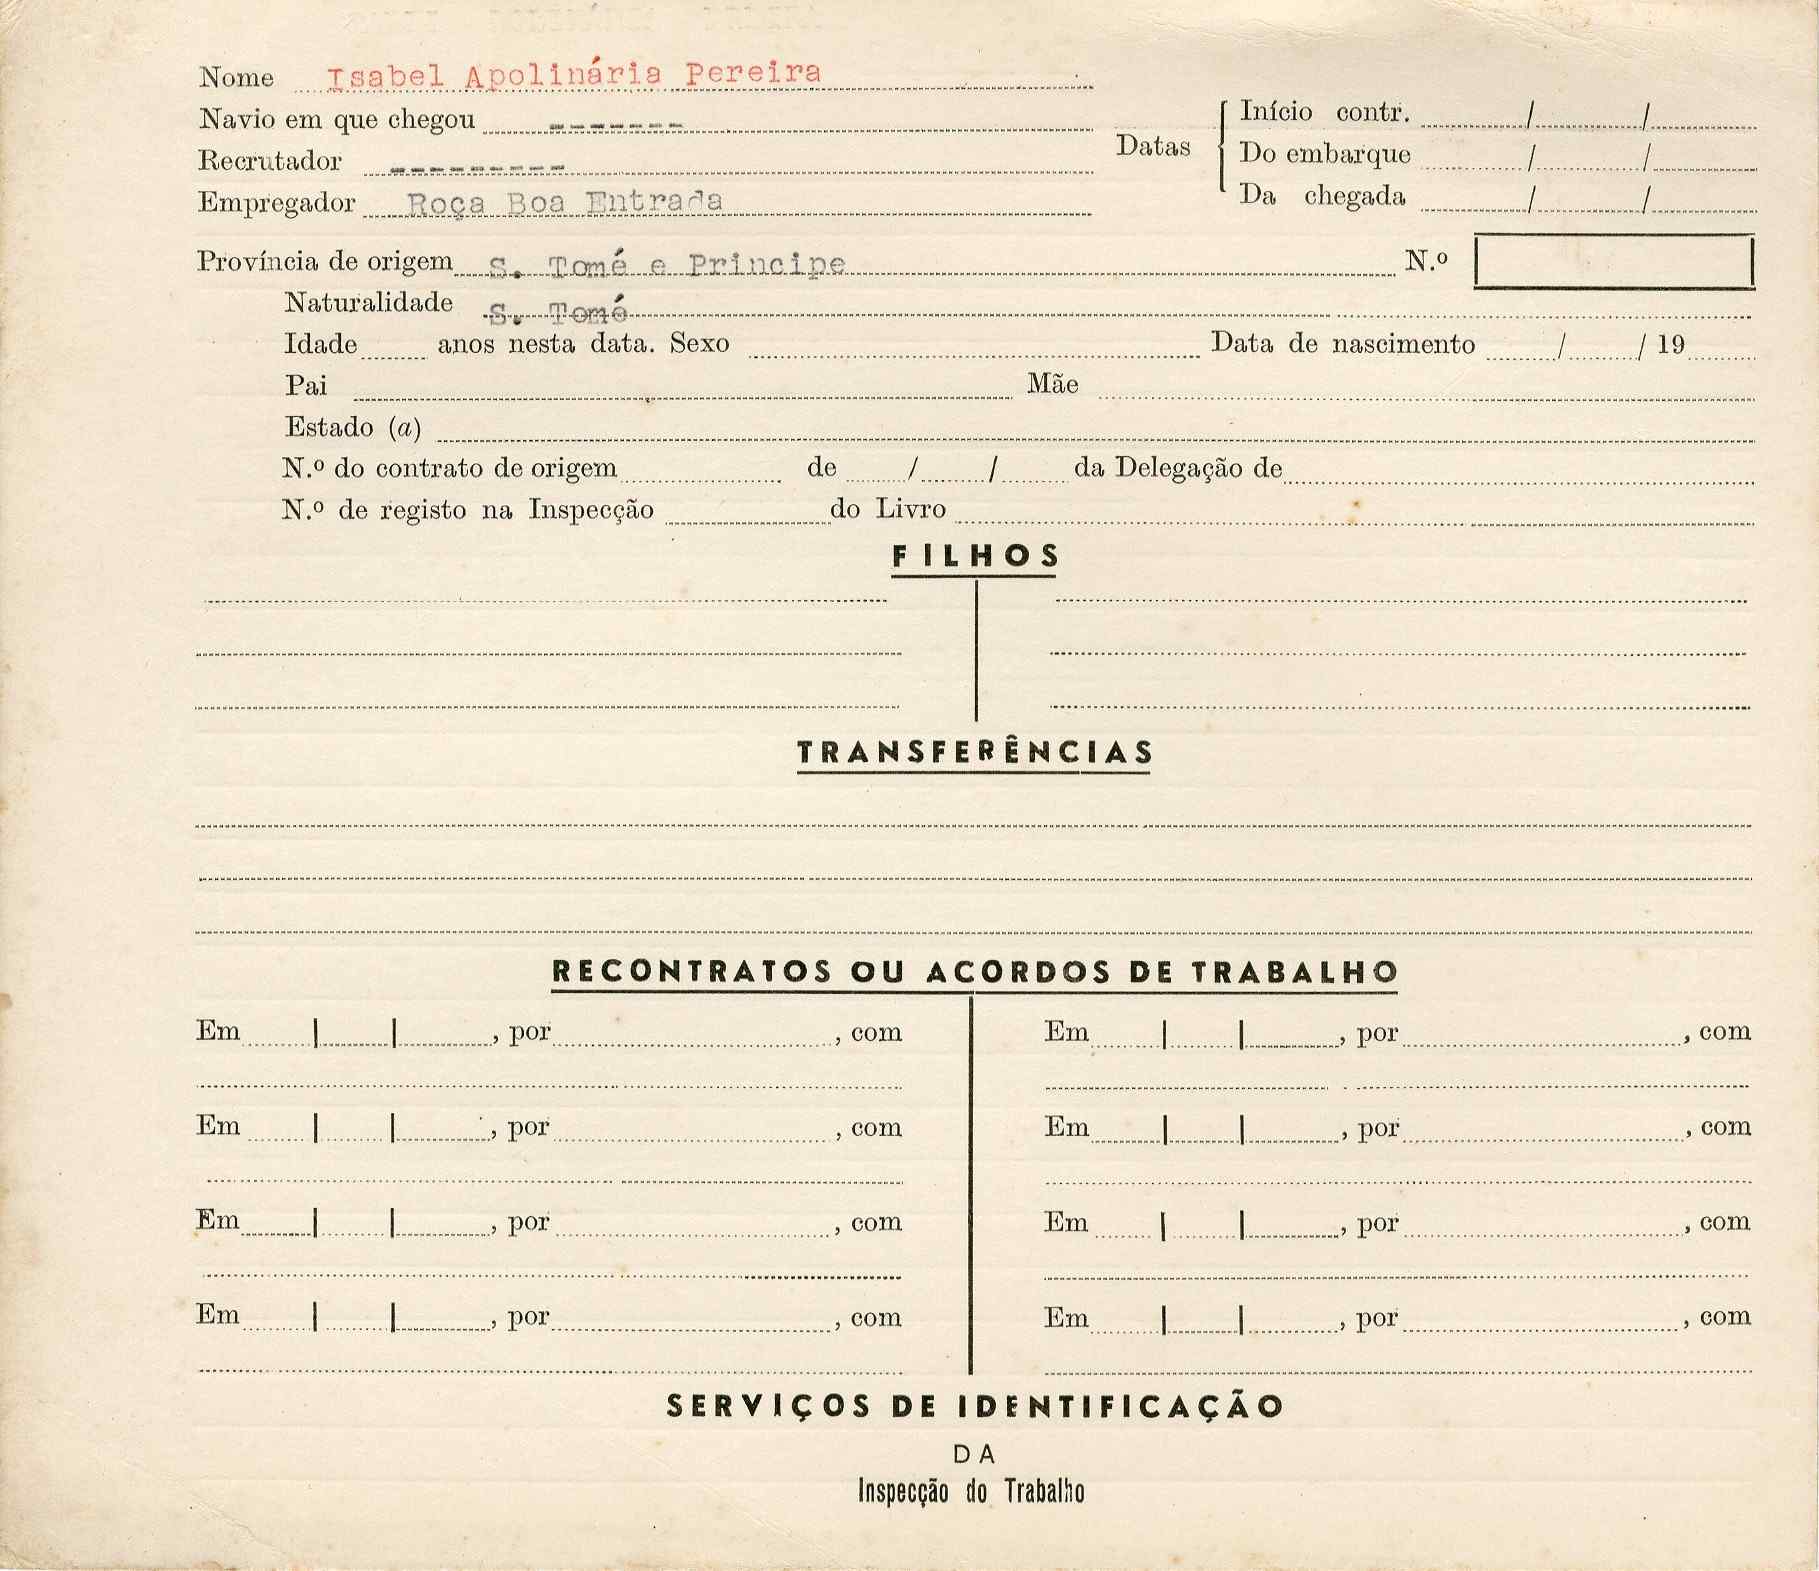 Nome Isabel Apolinária Pereira
Navio em que chegou -------
Recrutador ---------
Empregador Roça Boa Entrada
Datas
Início contr. / /
Do embarque / /
Da chegada / /
Província de origem S. Tomé e Principe N.º
Naturalidade S. Tomé
Idade anos nesta data. Sexo Data de nascimento / / 19
Pai Mãe
Estado (a)
N.º do contrato de origem de / / da Delegação de
N.º de registo na Inspecção do Livro
FILHOS
TRANSFERÊNCIAS
RECONTRATOS OU ACORDOS DE TRABALHO
Em | | , por , com Em | | , por , com
Em | | , por , com Em | | , por , com
Em | | , por , com Em | | , por , com
Em | | , por , com Em | | , por , com
SERVIÇOS DE IDENTIFICAÇÃO
DA
Inspecção do Trabalho